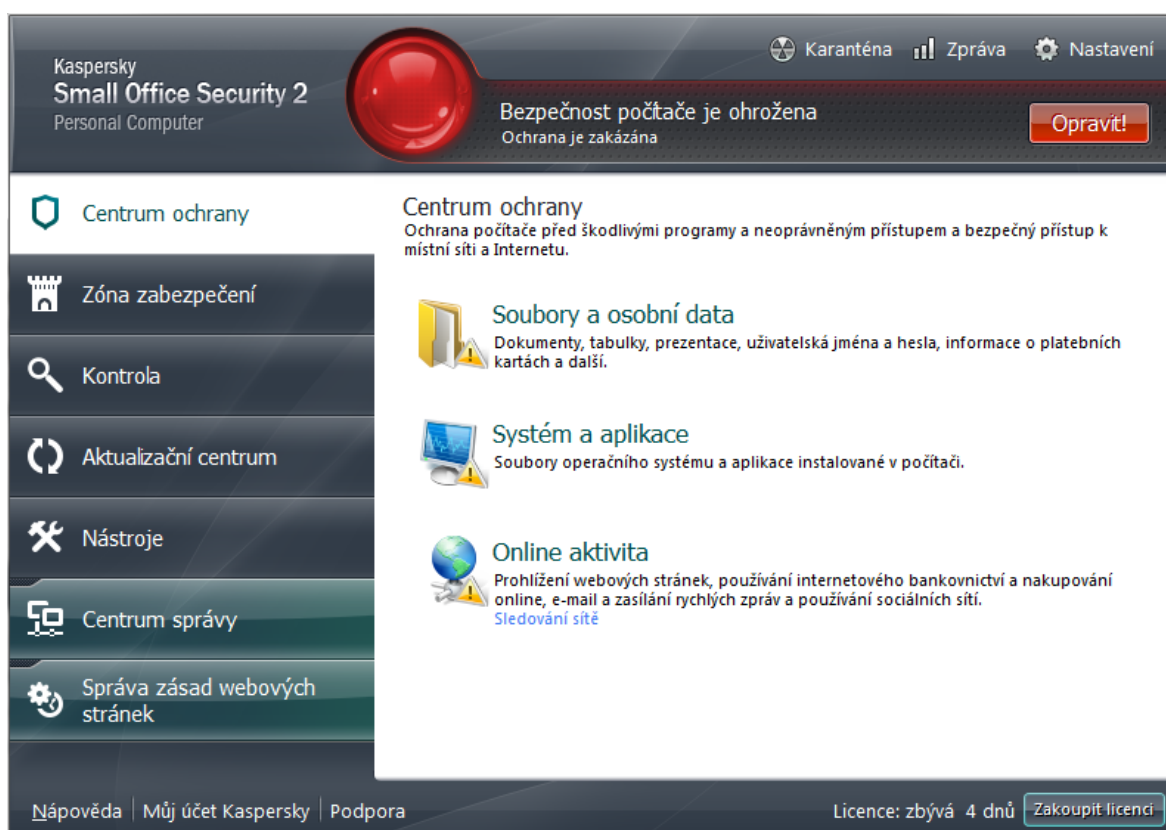 Kaspersky
Small Office Security 2
Personal Computer
Karanténa
Zpráva
Nastavení
Bezpečnost počítače je ohrožena
Ochrana je zakázána
Opravit!
Centrum ochrany
Zóna zabezpečení
Kontrola
Aktualizační centrum
Nástroje
Centrum správy
Správa zásad webových
stránek
Centrum ochrany
Ochrana počítače před škodlivými programy a neoprávněným přístupem a bezpečný přístup k
místní síti a Internetu.
Soubory a osobní data
Dokumenty, tabulky, prezentace, uživatelská jména a hesla, informace o platebních
kartách a další.
Systém a aplikace
Soubory operačního systému a aplikace instalované v počítači.
Online aktivita
Prohlížení webových stránek, používání internetového bankovnictví a nakupování
online, e-mail a zasílání rychlých zpráv a používání sociálních sítí.
Sledování sítě
Nápověda
Můj účet Kaspersky
Podpora
Licence: zbývá 4 dnů
Zakoupit licenci